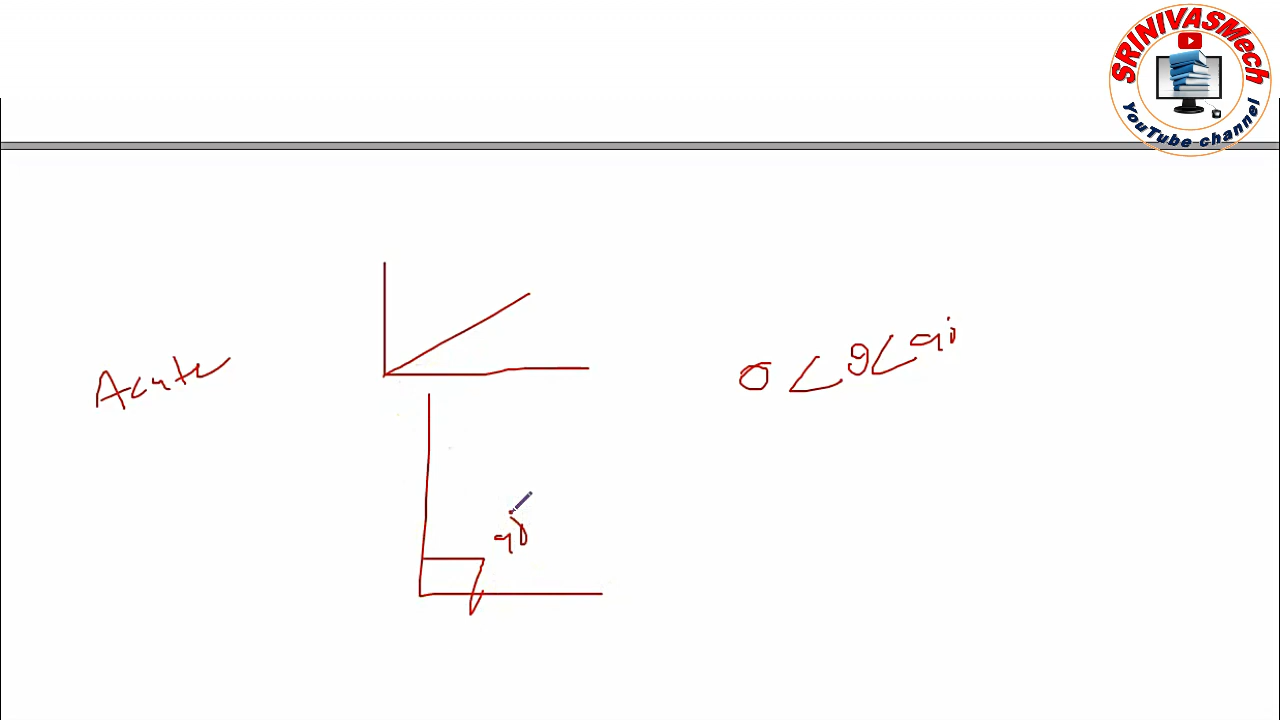 SRINIVASMech
YouTube channel
Acute
0 < θ < 90
90